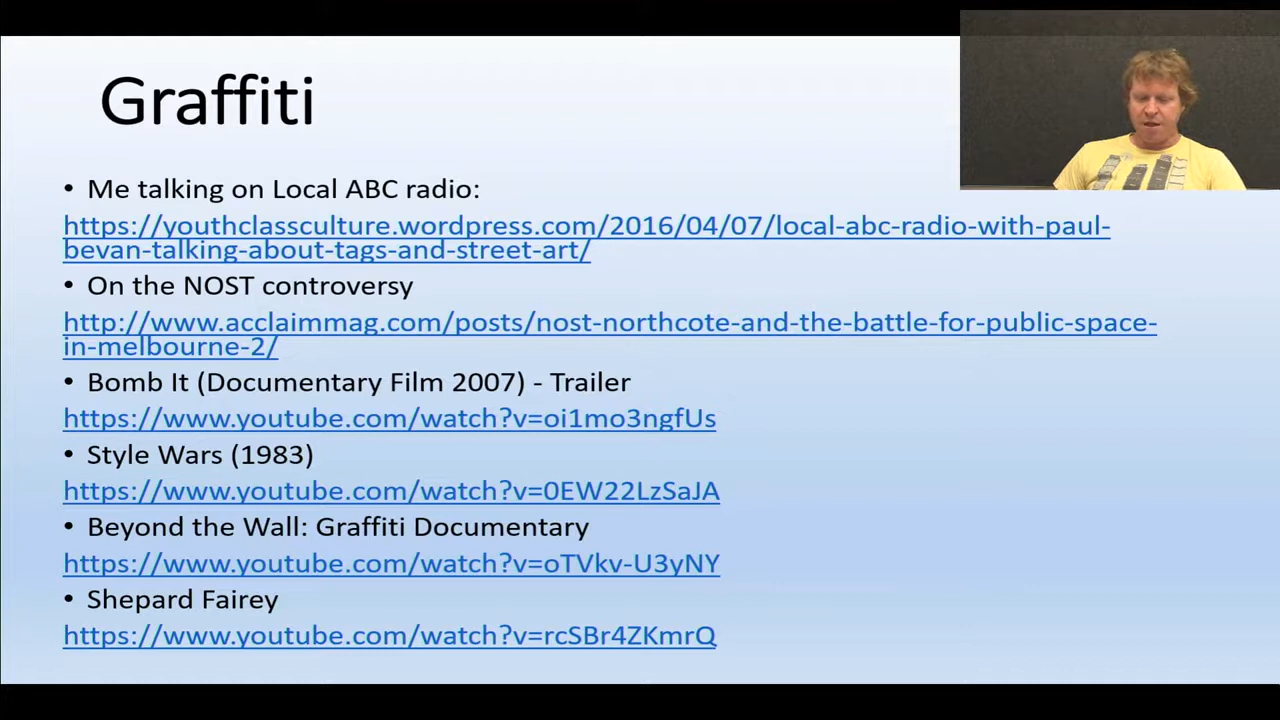 Graffiti
• Me talking on Local ABC radio:
https://youthclassculture.wordpress.com/2016/04/07/local-abc-radio-with-paul-
bevan-talking-about-tags-and-street-art/
• On the NOST controversy
http://www.acclaimmag.com/posts/nost-northcote-and-the-battle-for-public-space-
in-melbourne-2/
• Bomb It (Documentary Film 2007) - Trailer
https://www.youtube.com/watch?v=oi1mo3ngfUs
• Style Wars (1983)
https://www.youtube.com/watch?v=0EW22LzSaJA
• Beyond the Wall: Graffiti Documentary
https://www.youtube.com/watch?v=oTVkv-U3yNY
• Shepard Fairey
https://www.youtube.com/watch?v=rcSBr4ZKmrQ